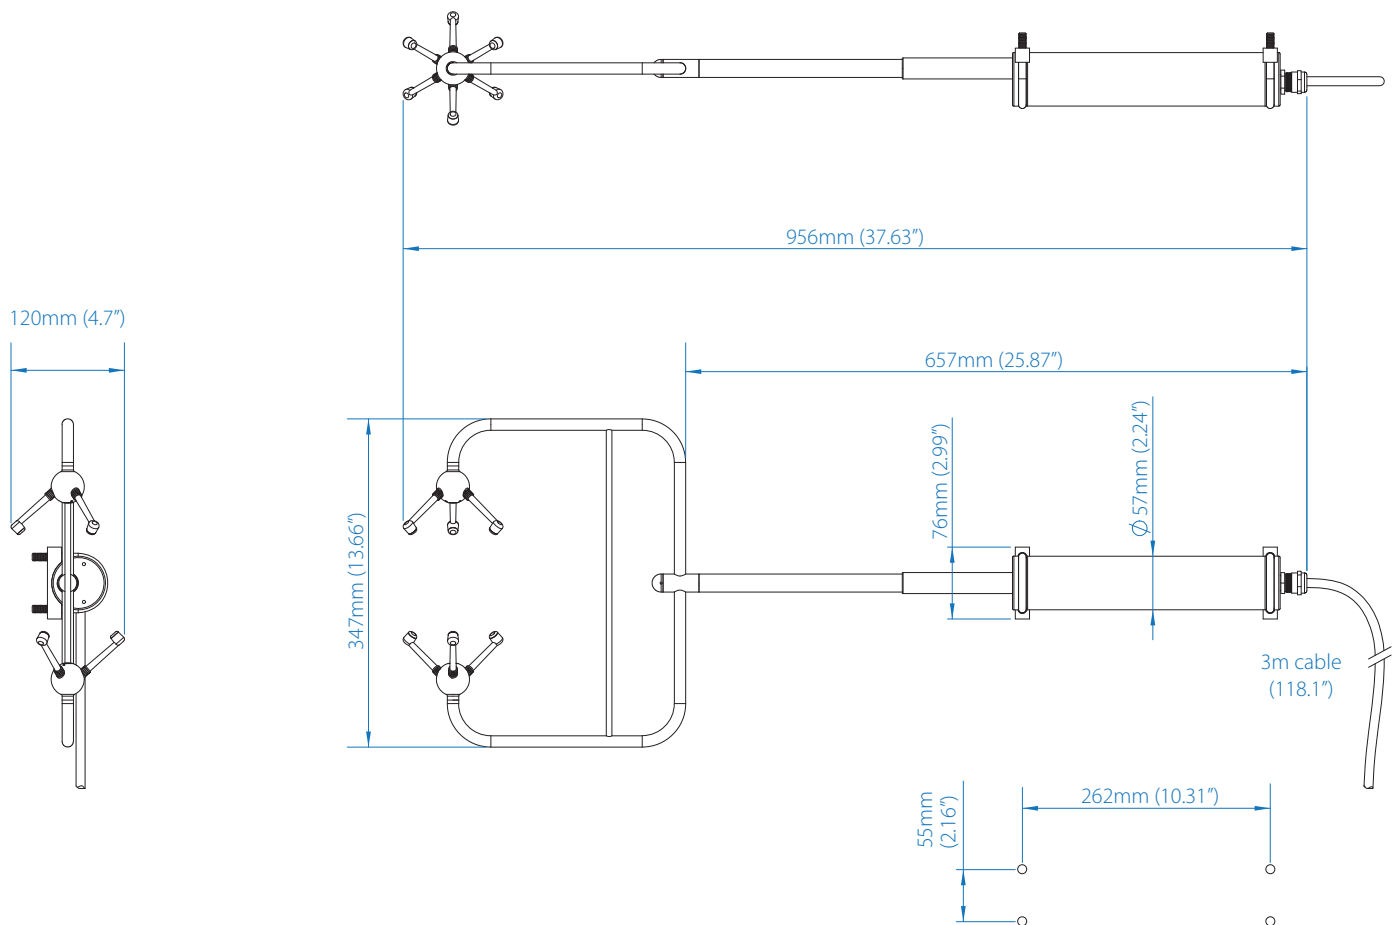 956mm (37.63”)
120mm (4.7”)
657mm (25.87”)
347mm (13.66”)
76mm (2.99”)
∅ 57mm (2.24”)
3m cable
(118.1”)
262mm (10.31”)
55mm
(2.16”)